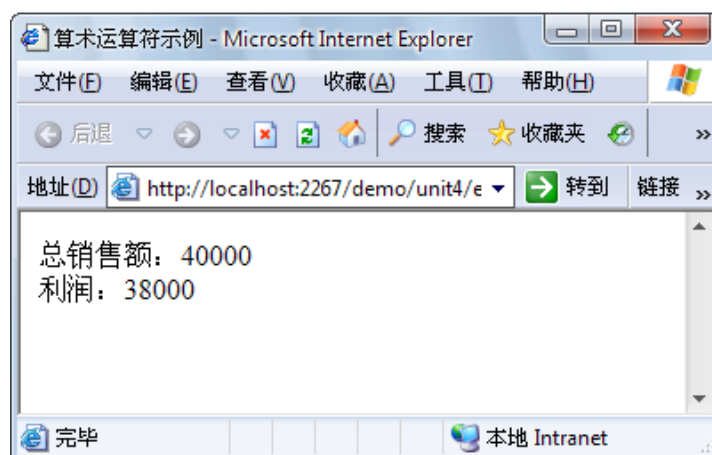 算术运算符示例 - Microsoft Internet Explorer
文件(F) 编辑(E) 查看(V) 收藏(A) 工具(T) 帮助(H)
后退 搜索 收藏夹 »
地址(D) http://localhost:2267/demo/unit4/e 转到 链接 »
总销售额：40000
利润：38000
完毕 本地 Intranet